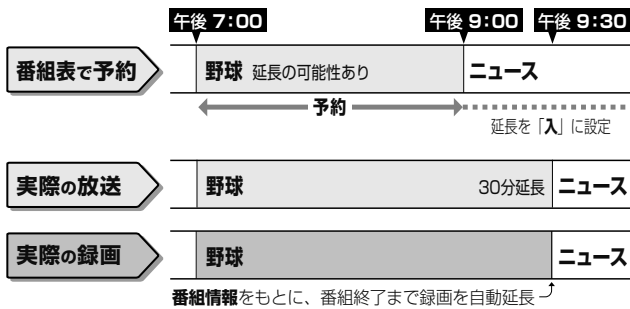 午後 7:00 午後 9:00 午後 9:30
番組表で予約 野球 延長の可能性あり ニュース
予約
延長を「入」に設定
実際の放送 野球 30分延長 ニュース
実際の録画 野球 ニュース
番組情報をもとに、番組終了まで録画を自動延長